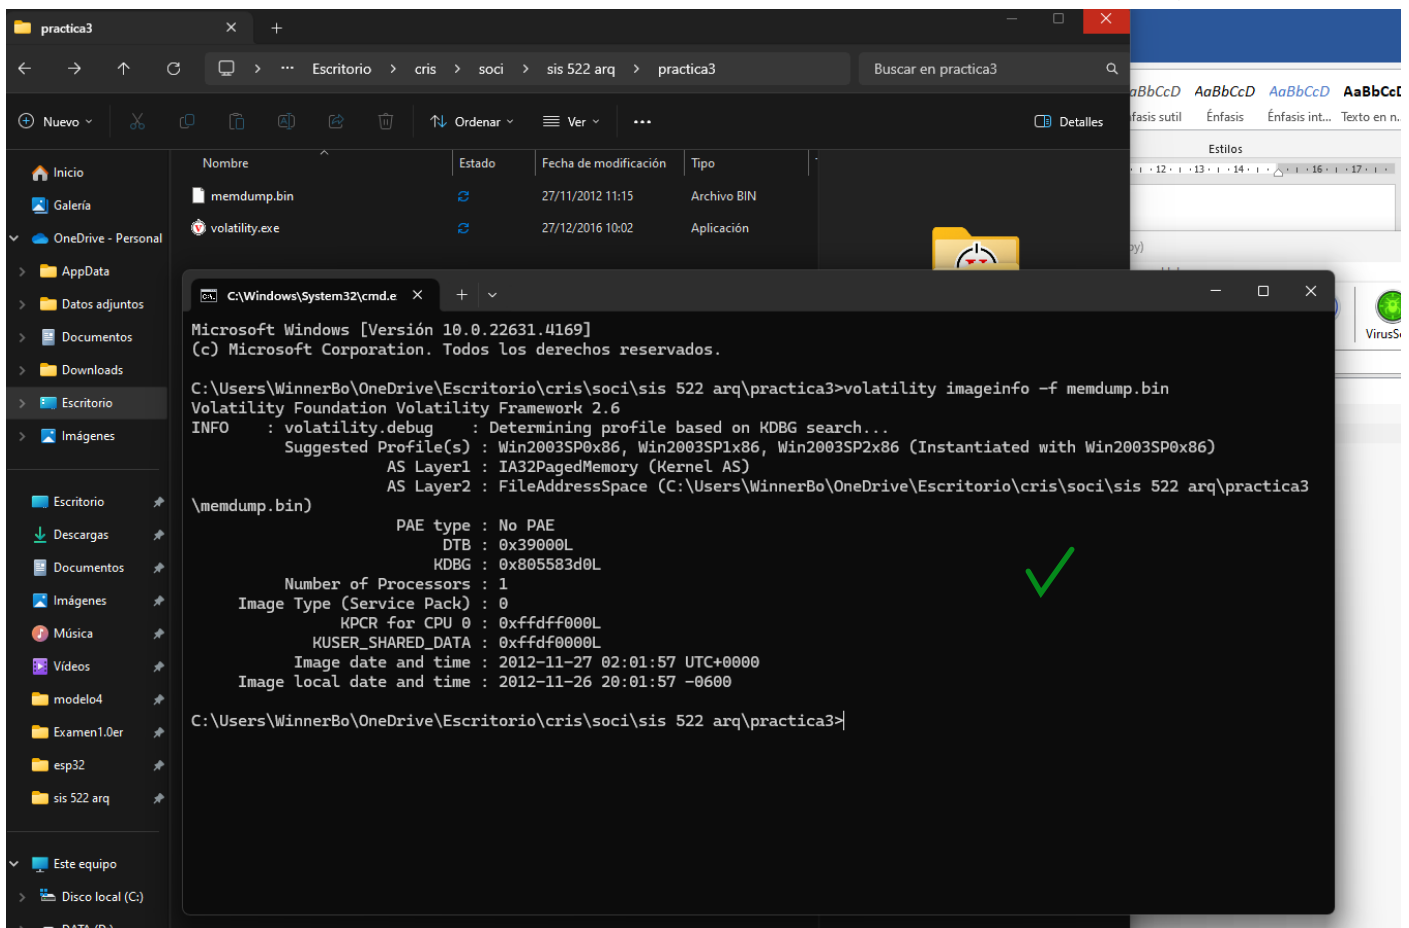 practica3
Escritorio > cris > soci > sis 522 arq > practica3
Buscar en practica3
Nuevo
Ordenar
Ver
Detalles
Inicio
Galería
OneDrive - Personal
AppData
Datos adjuntos
Documentos
Downloads
Escritorio
Imágenes
Escritorio
Descargas
Documentos
Imágenes
Música
Vídeos
modelo4
Examen1.0er
esp32
sis 522 arq
Este equipo
Disco local (C:)
DATA (D:)
Nombre Estado Fecha de modificación Tipo
memdump.bin 27/11/2012 11:15 Archivo BIN
volatility.exe 27/12/2016 10:02 Aplicación
AaBbCcD AaBbCcD AaBbCcD
Énfasis Énfasis int... Texto en n...
Estilos
12 13 14 16 17
C:\Windows\System32\cmd.e
Microsoft Windows [Versión 10.0.22631.4169]
(c) Microsoft Corporation. Todos los derechos reservados.
C:\Users\WinnerBo\OneDrive\Escritorio\cris\soci\sis 522 arq\practica3>volatility imageinfo -f memdump.bin
Volatility Foundation Volatility Framework 2.6
INFO    : volatility.debug    : Determining profile based on KDBG search...
Suggested Profile(s) : Win2003SP0x86, Win2003SP1x86, Win2003SP2x86 (Instantiated with Win2003SP0x86)
AS Layer1 : IA32PagedMemory (Kernel AS)
AS Layer2 : FileAddressSpace (C:\Users\WinnerBo\OneDrive\Escritorio\cris\soci\sis 522 arq\practica3
\memdump.bin)
PAE type : No PAE
DTB : 0x39000L
KDBG : 0x805583d0L
Number of Processors : 1
Image Type (Service Pack) : 0
KPCR for CPU 0 : 0xffdff000L
KUSER_SHARED_DATA : 0xffdf0000L
Image date and time : 2012-11-27 02:01:57 UTC+0000
Image local date and time : 2012-11-26 20:01:57 -0600
C:\Users\WinnerBo\OneDrive\Escritorio\cris\soci\sis 522 arq\practica3>